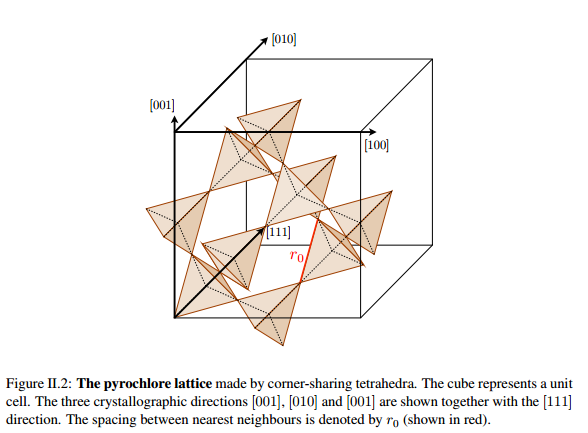 [010]
[001]
[100]
[111]
r0
Figure II.2: The pyrochlore lattice made by corner-sharing tetrahedra. The cube represents a unit
cell. The three crystallographic directions [001], [010] and [001] are shown together with the [111]
direction. The spacing between nearest neighbours is denoted by r0 (shown in red).